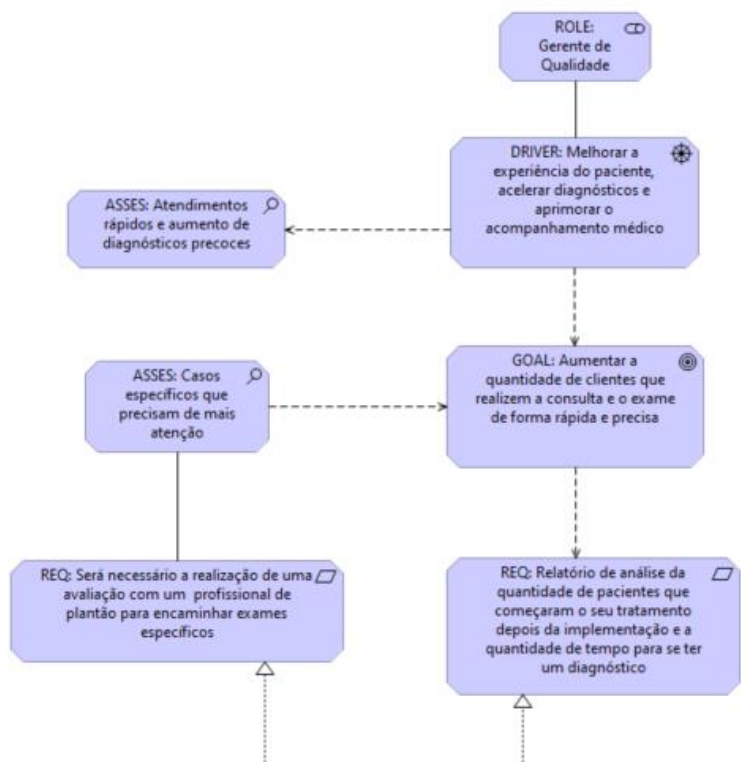 ROLE:
Gerente de
Qualidade
DRIVER: Melhorar a
experiência do paciente,
acelerar diagnósticos e
aprimorar o
acompanhamento médico
ASSES: Atendimentos
rápidos e aumento de
diagnósticos precoces
GOAL: Aumentar a
quantidade de clientes que
realizem a consulta e o exame
de forma rápida e precisa
ASSES: Casos
específicos que
precisam de mais
atenção
REQ: Será necessário a realização de uma
avaliação com um profissional de
plantão para encaminhar exames
específicos
REQ: Relatório de análise da
quantidade de pacientes que
começaram o seu tratamento
depois da implementação e a
quantidade de tempo para se ter
um diagnóstico